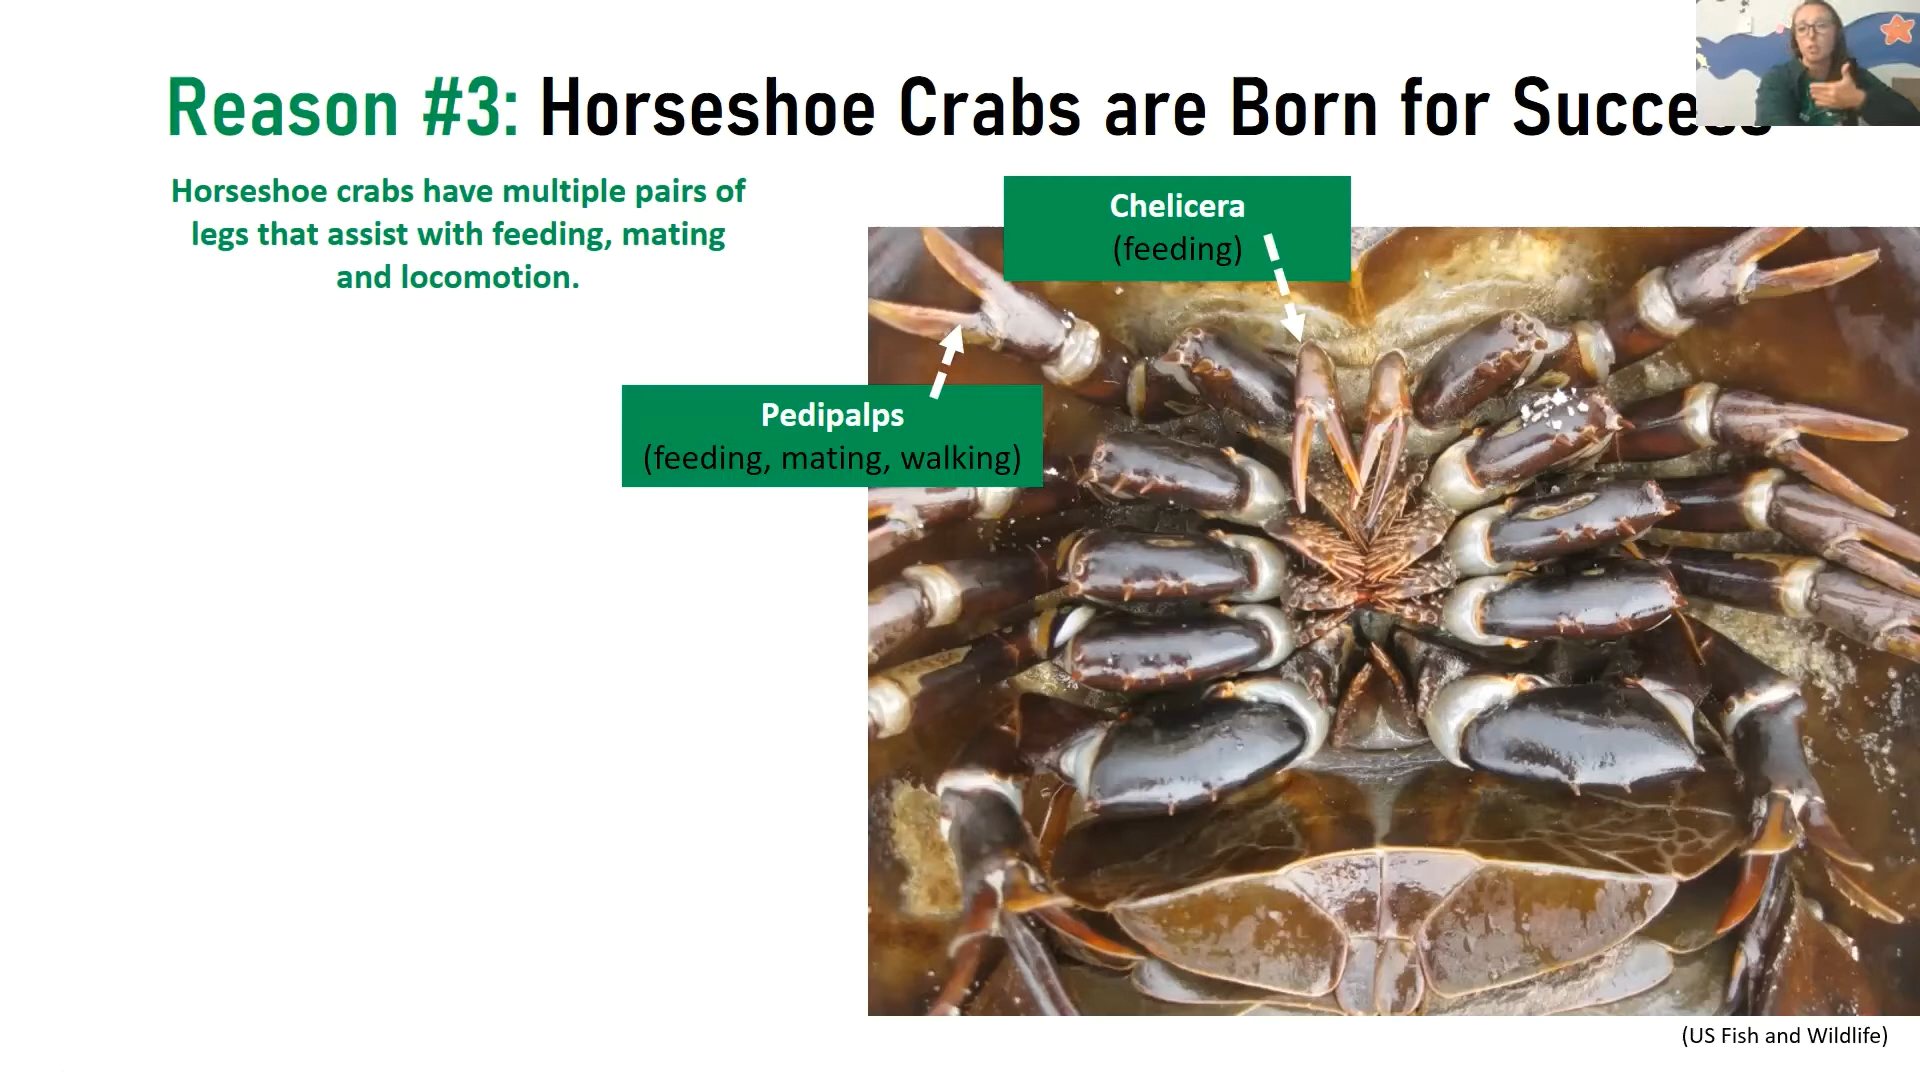 Reason #3: Horseshoe Crabs are Born for Success
Horseshoe crabs have multiple pairs of
legs that assist with feeding, mating
and locomotion.
Chelicera
(feeding)
Pedipalps
(feeding, mating, walking)
(US Fish and Wildlife)